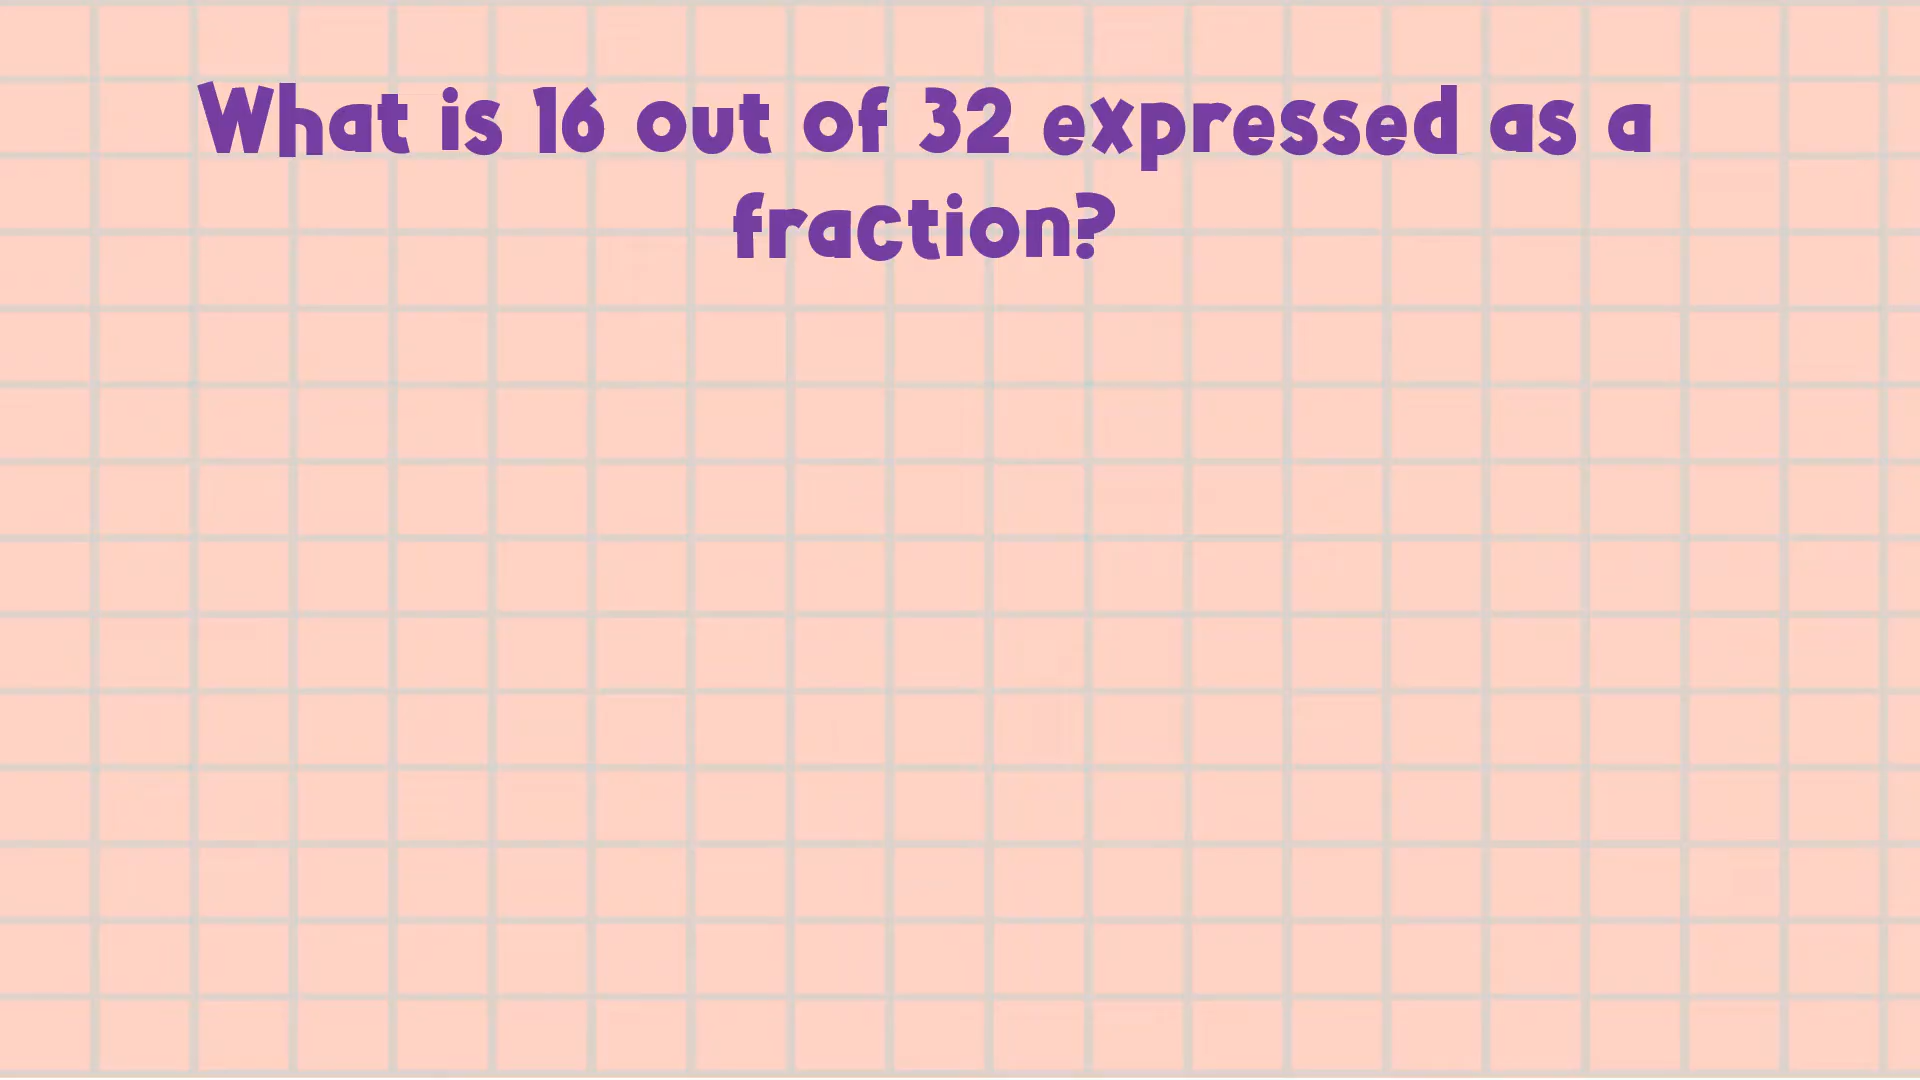 What is 16 out of 32 expressed as a
fraction?